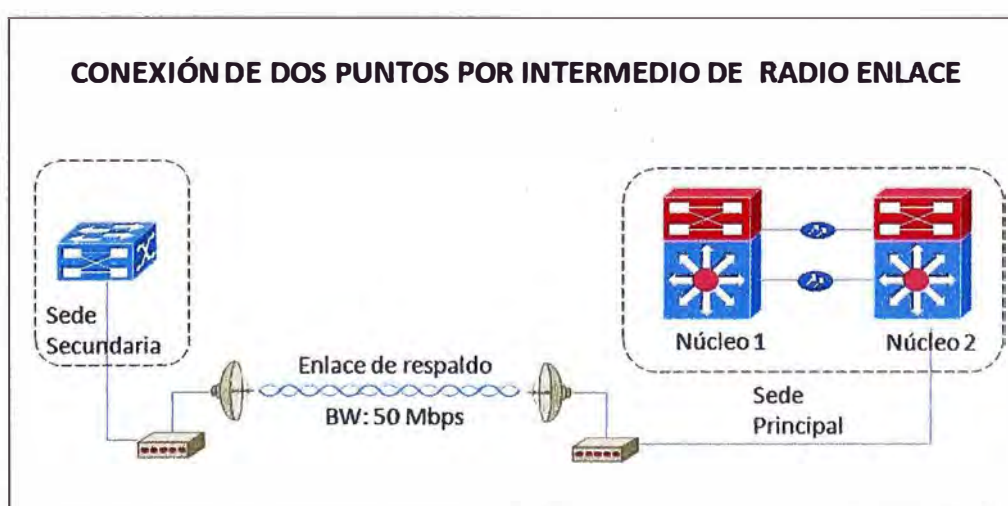 CONEXIÓN DE DOS PUNTOS POR INTERMEDIO DE RADIO ENLACE
Sede
Secundaria
Enlace de respaldo
BW: 50 Mbps
Núcleo 1
Núcleo 2
Sede
Principal